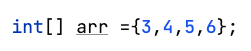 int[] arr ={3,4,5,6};